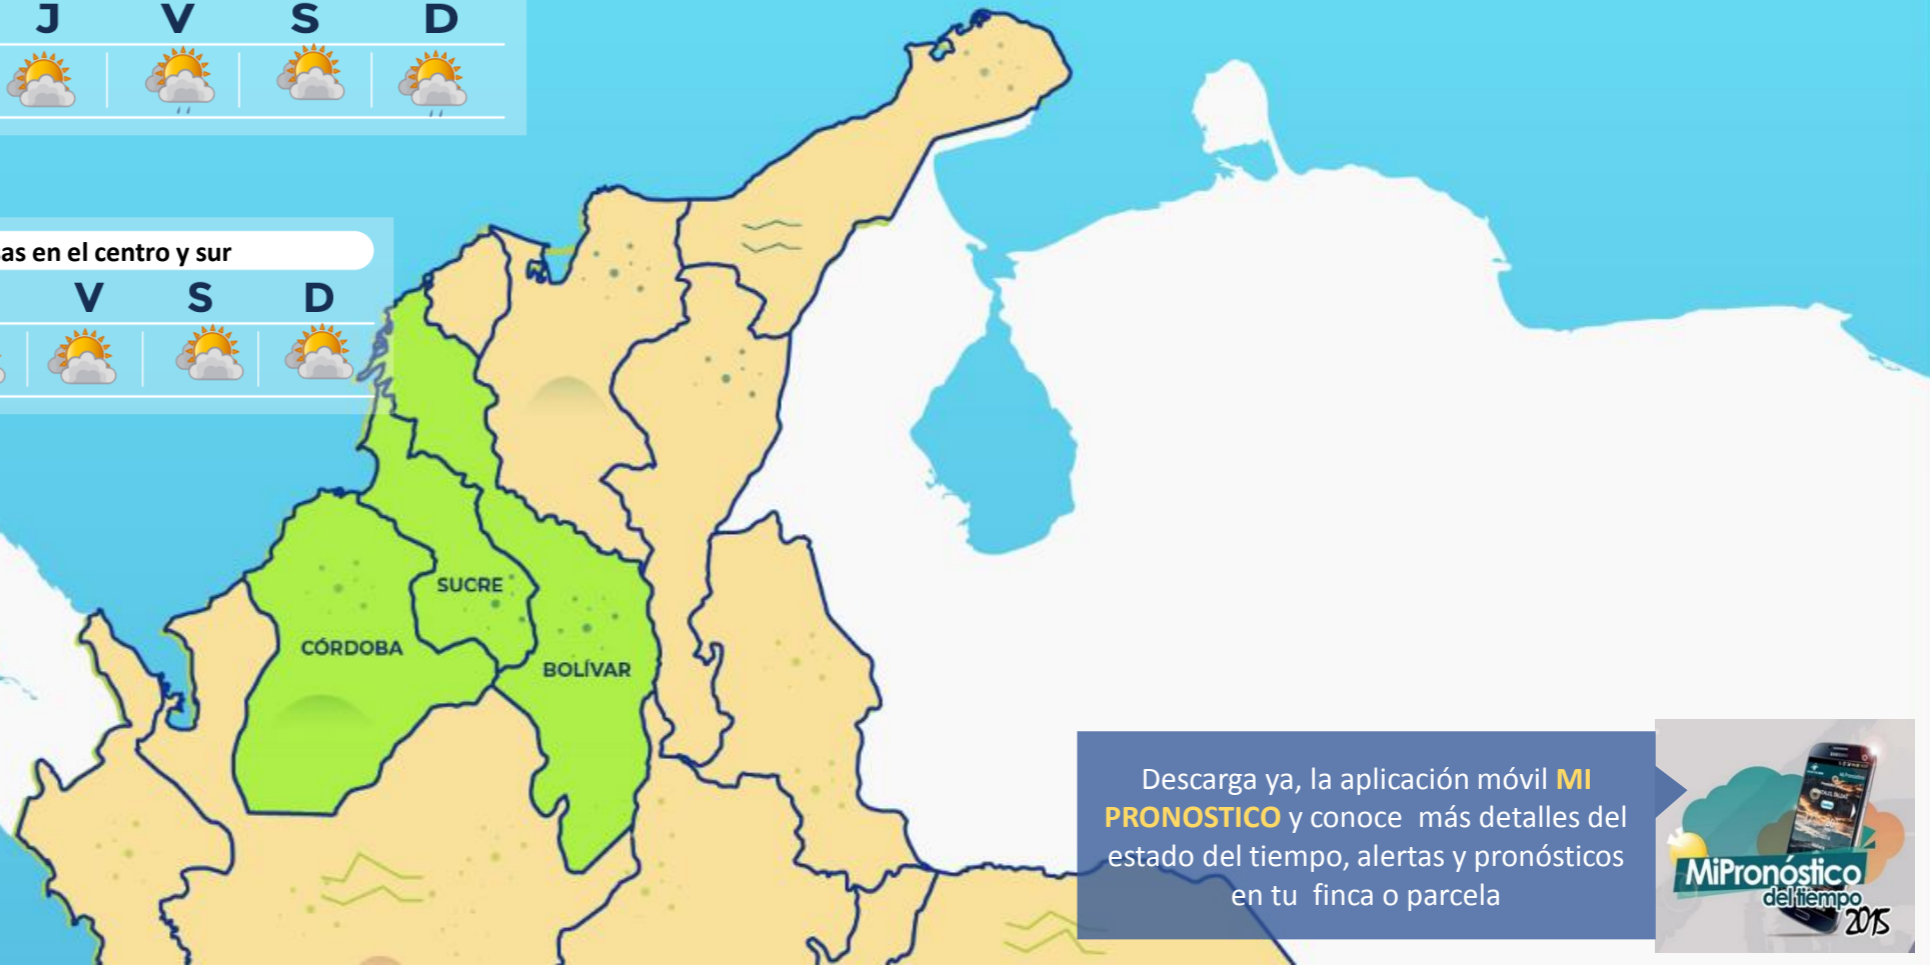 J V S D
as en el centro y sur
V S D
SUCRE
CÓRDOBA
BOLÍVAR
Descarga ya, la aplicación móvil MI
PRONOSTICO y conoce más detalles del
estado del tiempo, alertas y pronósticos
en tu finca o parcela
MiPronóstico
del tiempo
2015